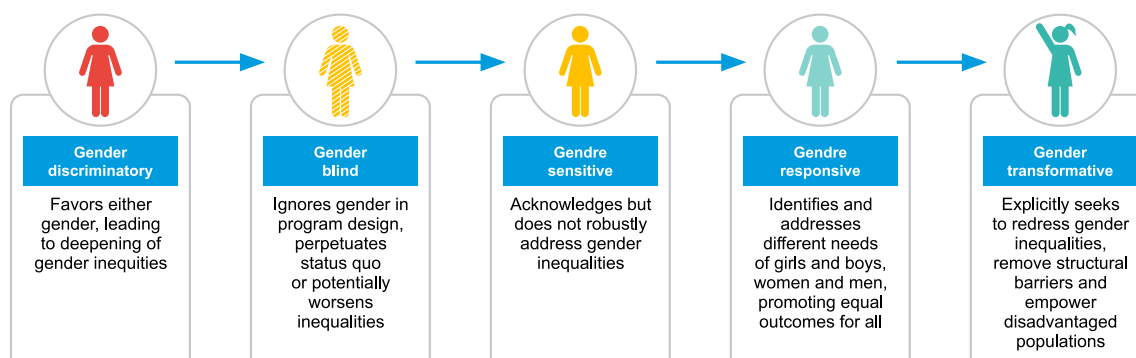 Gender
discriminatory
Favors either
gender, leading
to deepening of
gender inequities
Gender
blind
Ignores gender in
program design,
perpetuates
status quo
or potentially
worsens
inequalities
Gendre
sensitive
Acknowledges but
does not robustly
address gender
inequalities
Gendre
responsive
Identifies and
addresses
different needs
of girls and boys,
women and men,
promoting equal
outcomes for all
Gender
transformative
Explicitly seeks
to redress gender
inequalities,
remove structural
barriers and
empower
disadvantaged
populations